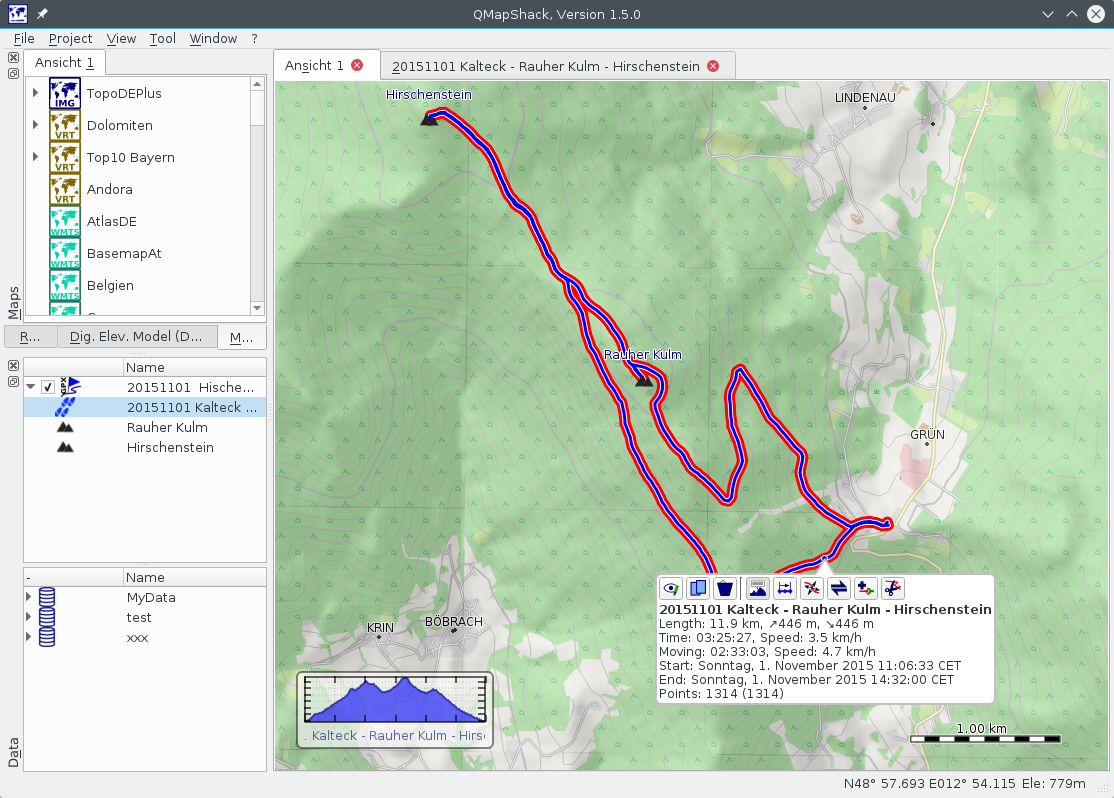 QMapShack, Version 1.5.0
File Project View Tool Window ?
Ansicht 1
Ansicht 1
20151101 Kalteck - Rauher Kulm - Hirschenstein
IMG TopoDEPlus
VRT Dolomiten
VRT Top10 Bayern
VRT Andora
WMTS AtlasDE
WMTS BasemapAt
WMTS Belgien
Maps
R... Dig. Elev. Model (D... M...
Name
GPX 20151101 Hische...
20151101 Kalteck ...
Rauher Kulm
Hirschenstein
- Name
MyData
test
xxx
Data
Hirschenstein
LINDENAU
Rauher Kulm
GRÜN
KRIN
BÖBRACH
20151101 Kalteck - Rauher Kulm - Hirschenstein
Length: 11.9 km, ↗446 m, ↘446 m
Time: 03:25:27, Speed: 3.5 km/h
Moving: 02:33:03, Speed: 4.7 km/h
Start: Sonntag, 1. November 2015 11:06:33 CET
End: Sonntag, 1. November 2015 14:32:00 CET
Points: 1314 (1314)
. Kalteck - Rauher Kulm - Hirs
1.00 km
N48° 57.693 E012° 54.115 Ele: 779m